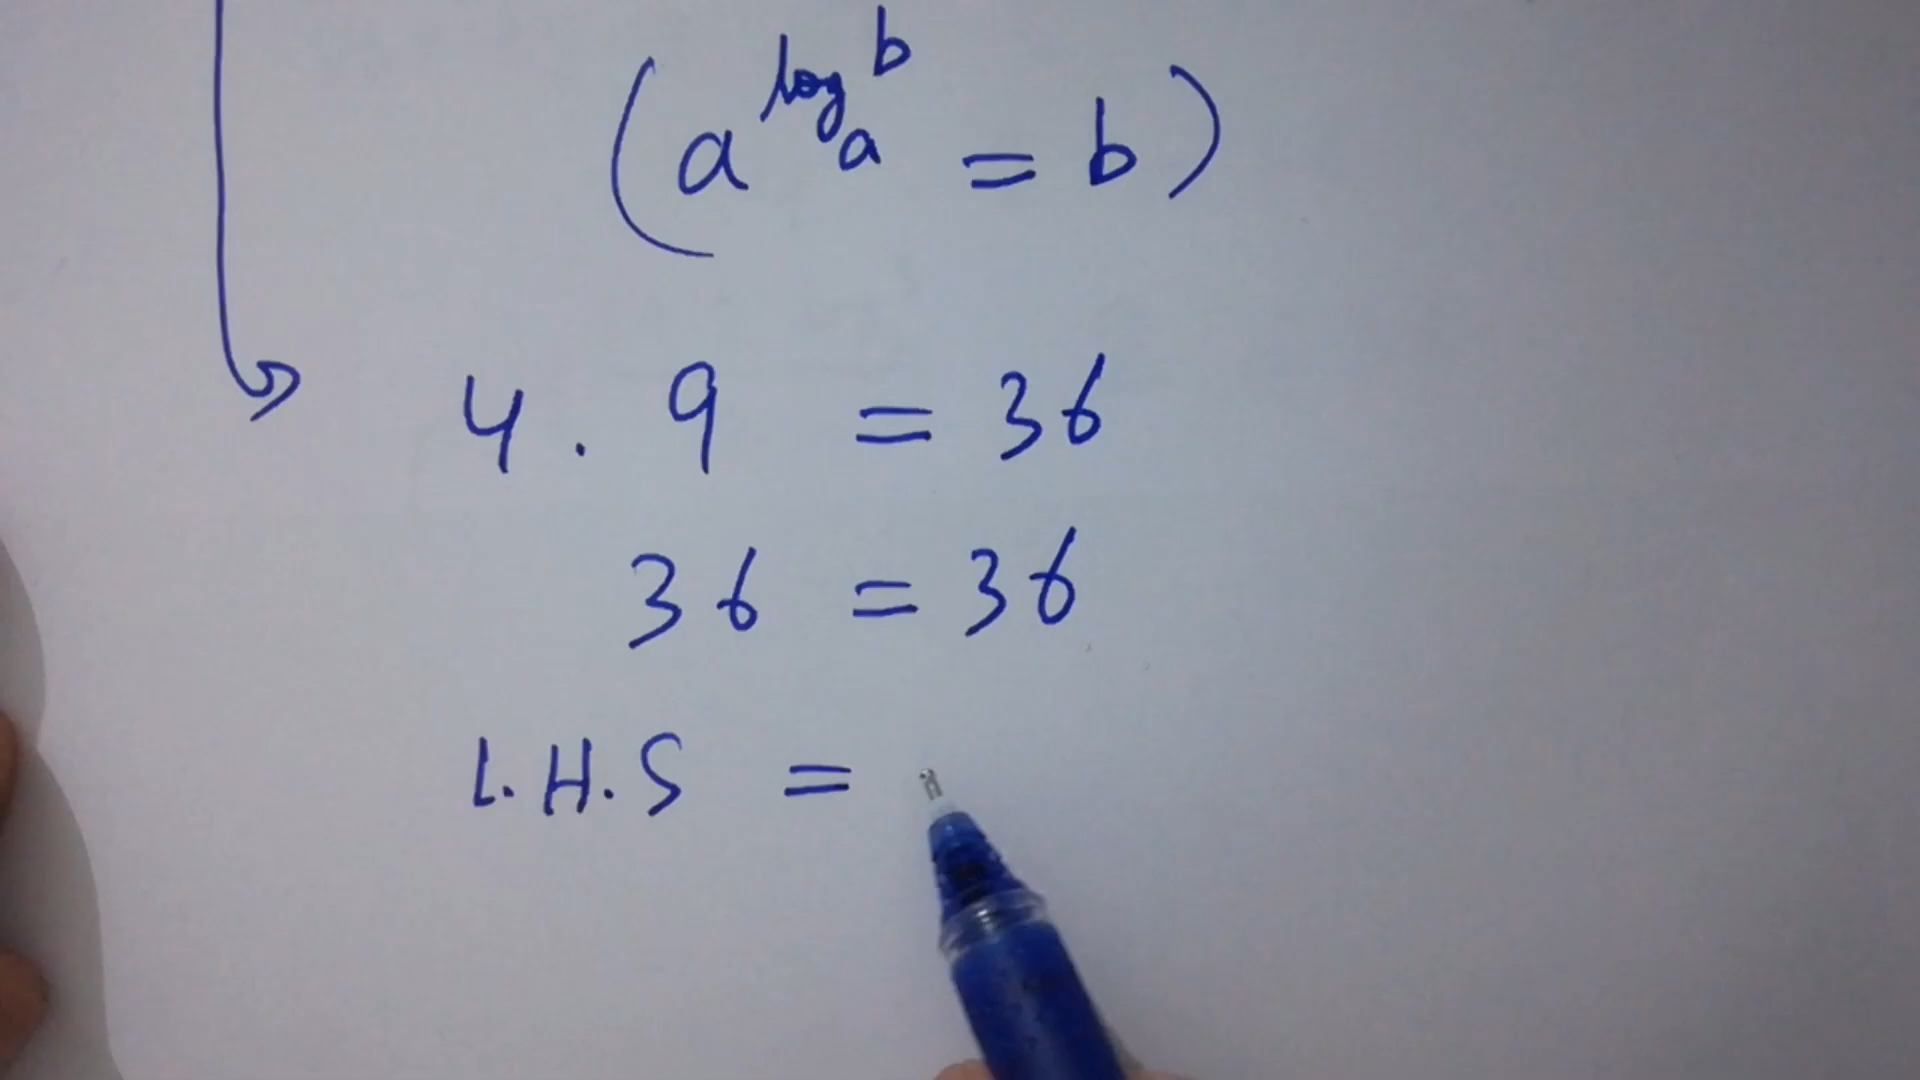 (a^log_a b = b)
4 . 9 = 36
36 = 36
L.H.S =